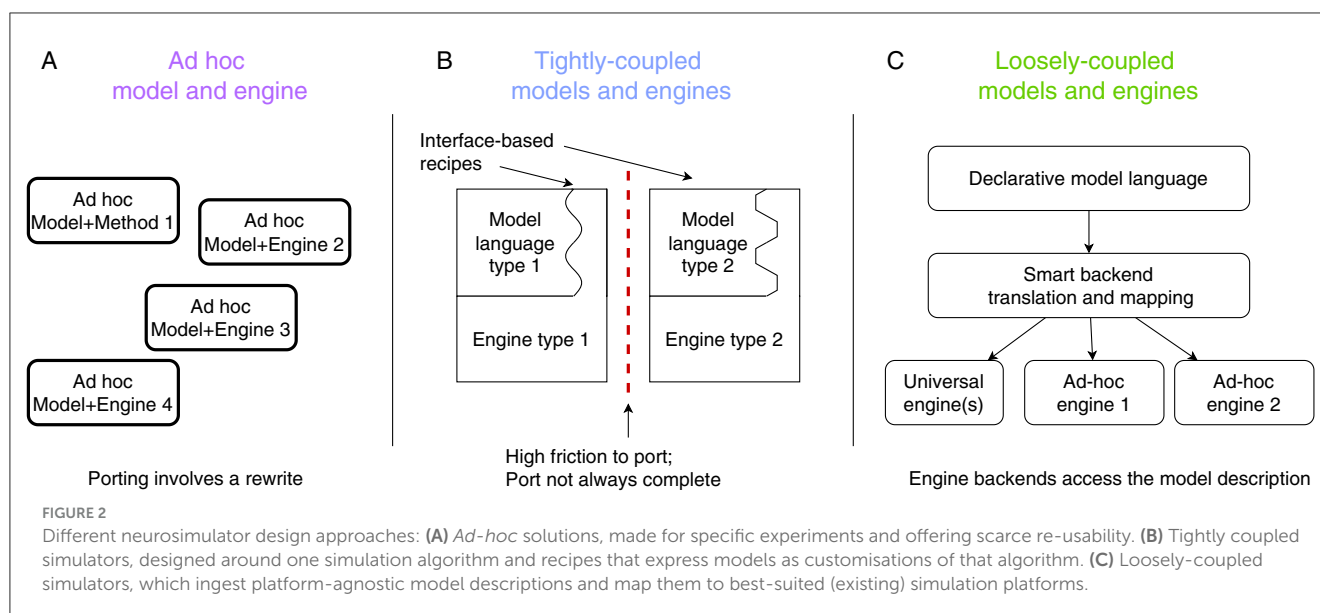 A
Ad hoc
model and engine
Ad hoc
Model+Method 1
Ad hoc
Model+Engine 2
Ad hoc
Model+Engine 3
Ad hoc
Model+Engine 4
Porting involves a rewrite
B
Tightly-coupled
models and engines
Interface-based
recipes
Model
language
type 1
Engine type 1
Model
language
type 2
Engine type 2
High friction to port;
Port not always complete
C
Loosely-coupled
models and engines
Declarative model language
Smart backend
translation and mapping
Universal
engine(s)
Ad-hoc
engine 1
Ad-hoc
engine 2
Engine backends access the model description
FIGURE 2
Different neurosimulator design approaches: (A) Ad-hoc solutions, made for specific experiments and offering scarce re-usability. (B) Tightly coupled
simulators, designed around one simulation algorithm and recipes that express models as customisations of that algorithm. (C) Loosely-coupled
simulators, which ingest platform-agnostic model descriptions and map them to best-suited (existing) simulation platforms.